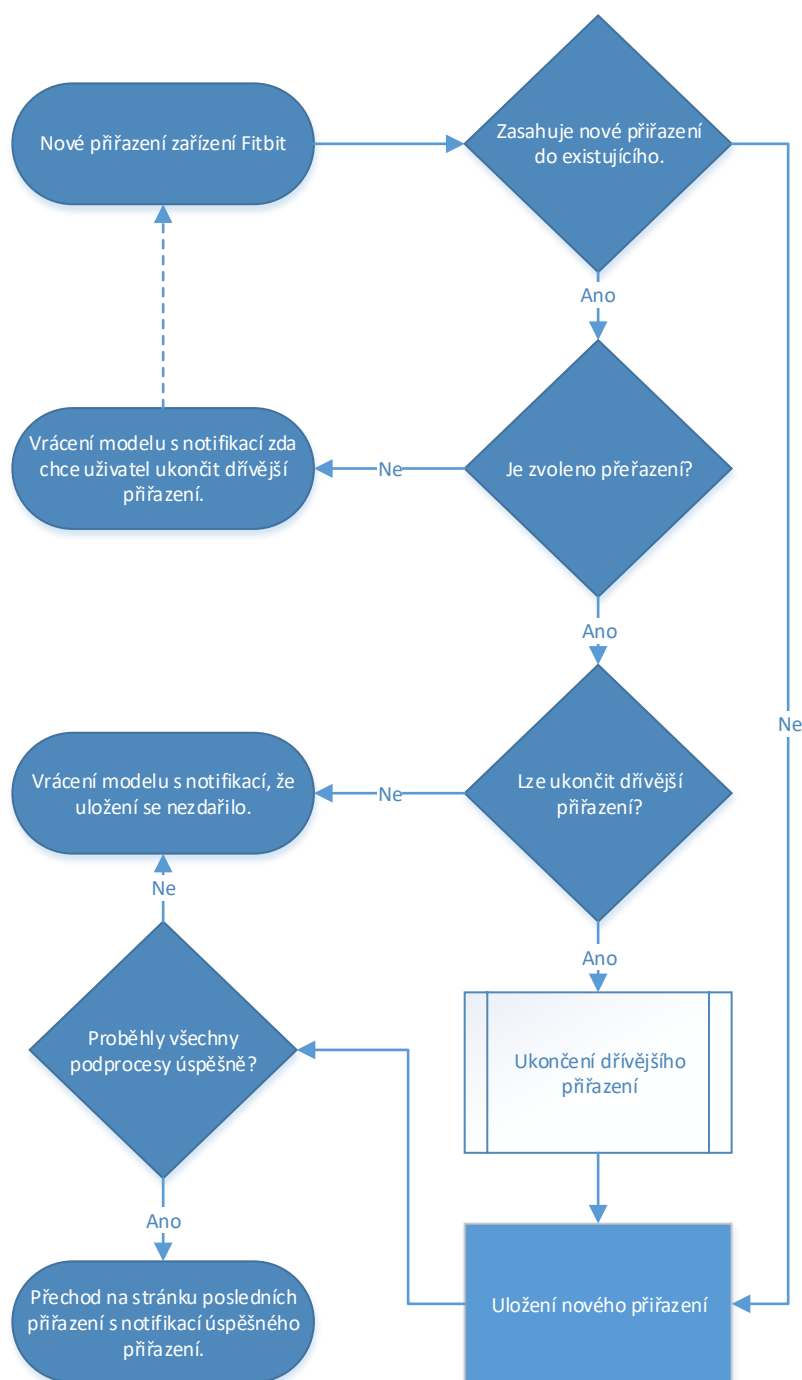 Nové přiřazení zařízení Fitbit
Zasahuje nové přiřazení
do existujícího.
Ano
Vrácení modelu s notifikací zda
chce uživatel ukončit dřívější
přiřazení.
Ne
Je zvoleno přeřazení?
Ano
Ne
Vrácení modelu s notifikací, že
uložení se nezdařilo.
Ne
Lze ukončit dřívější
přiřazení?
Ne
Ano
Proběhly všechny
podprocesy úspěšně?
Ukončení dřívějšího
přiřazení
Ano
Přechod na stránku posledních
přiřazení s notifikací úspěšného
přiřazení.
Uložení nového přiřazení